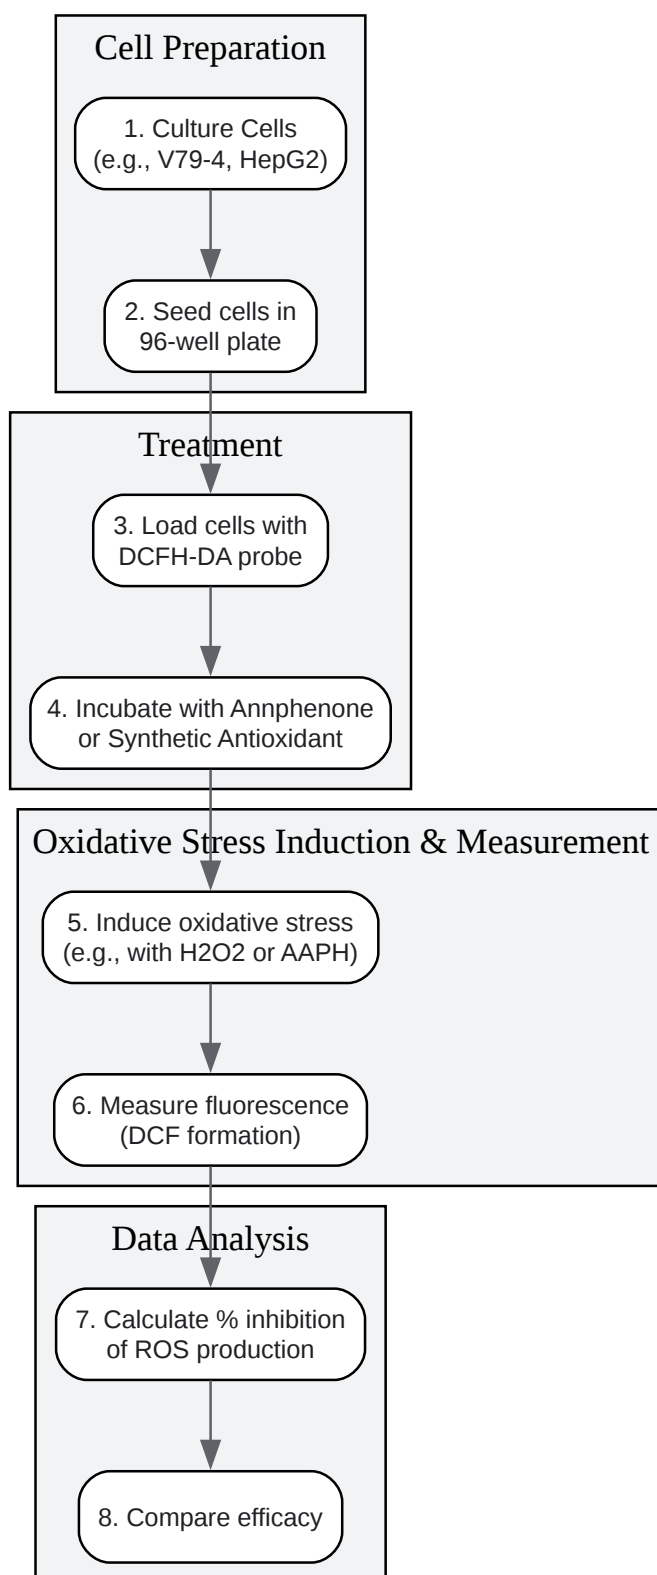 Cell Preparation
1. Culture Cells
(e.g., V79-4, HepG2)
2. Seed cells in
96-well plate
Treatment
3. Load cells with
DCFH-DA probe
4. Incubate with Annphenone
or Synthetic Antioxidant
Oxidative Stress Induction & Measurement
5. Induce oxidative stress
(e.g., with H2O2 or AAPH)
6. Measure fluorescence
(DCF formation)
Data Analysis
7. Calculate % inhibition
of ROS production
8. Compare efficacy